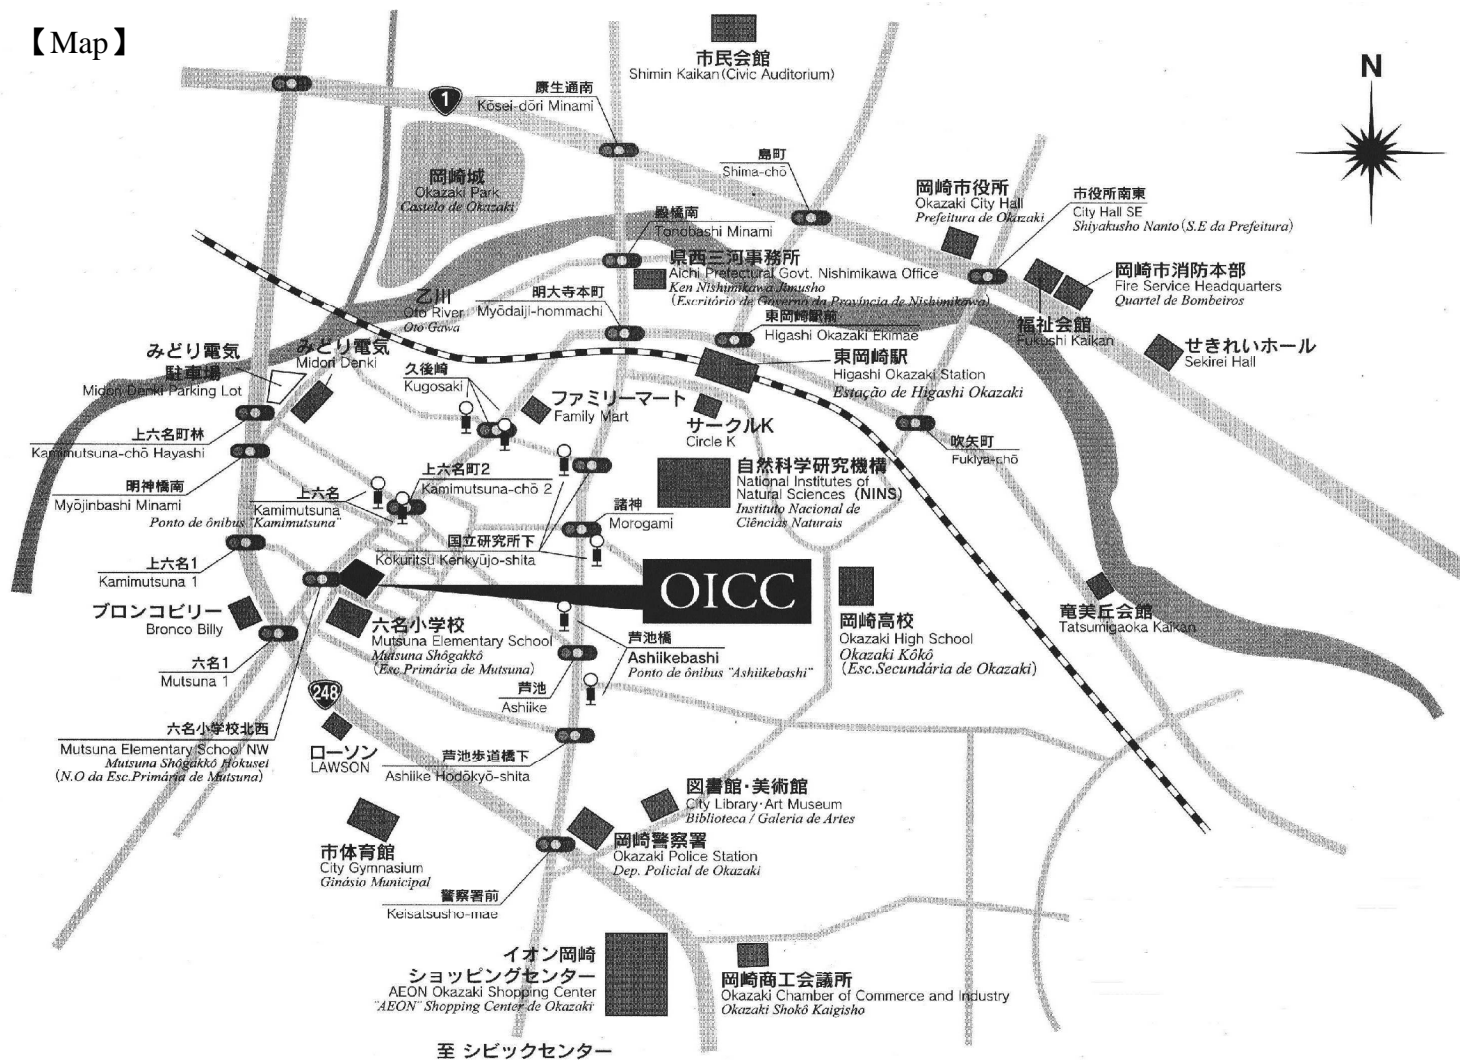 【Map】
市民会館
Shimin Kaikan (Civic Auditorium)
N
康生通南
Kōsei-dōri Minami
1
島町
Shima-chō
岡崎城
Okazaki Park
Castelo de Okazaki
岡崎市役所
Okazaki City Hall
Prefeitura de Okazaki
市役所南東
City Hall SE
Shiyakusho Nanto (S.E da Prefeitura)
殿橋南
Tonobashi Minami
県西三河事務所
Aichi Prefectural Govt. Nishimikawa Office
Ken Nishimikawa Jimusho
(Escritório de Governo da Província de Nishimikawa)
岡崎市消防本部
Fire Service Headquarters
Quartel de Bombeiros
乙川
Oto River
Oto Gawa
明大寺本町
Myōdaiji-hommachi
東岡崎駅前
Higashi Okazaki Ekimae
福祉会館
Fukushi Kaikan
せきれいホール
Sekirei Hall
みどり電気
駐車場
Midori Denki Parking Lot
みどり電気
Midori Denki
久後崎
Kugosaki
東岡崎駅
Higashi Okazaki Station
Estação de Higashi Okazaki
ファミリーマート
Family Mart
サークルK
Circle K
上六名町林
Kamimutsuna-chō Hayashi
吹矢町
Fukiya-chō
上六名町2
Kamimutsuna-chō 2
自然科学研究機構
National Institutes of
Natural Sciences (NINS)
Instituto Nacional de
Ciências Naturais
明神橋南
Myōjinbashi Minami
上六名
Kamimutsuna
Ponto de ônibus "Kamimutsuna"
諸神
Morogami
国立研究所下
Kokuritsu Kenkyūjo-shita
上六名1
Kamimutsuna 1
OICC
ブロンコビリー
Bronco Billy
六名小学校
Mutsuna Elementary School
Mutsuna Shōgakkō
(Esc.Primária de Mutsuna)
芦池橋
Ashiikebashi
Ponto de ônibus "Ashiikebashi"
岡崎高校
Okazaki High School
Okazaki Kōkō
(Esc.Secundária de Okazaki)
竜美丘会館
Tatsumigaoka Kaikan
六名1
Mutsuna 1
芦池
Ashiike
248
六名小学校北西
Mutsuna Elementary School NW
Mutsuna Shōgakkō Hokusei
(N.O da Esc.Primária de Mutsuna)
ローソン
LAWSON
芦池歩道橋下
Ashiike Hodōkyō-shita
図書館・美術館
City Library・Art Museum
Biblioteca / Galeria de Artes
市体育館
City Gymnasium
Ginásio Municipal
岡崎警察署
Okazaki Police Station
Dep. Policial de Okazaki
警察署前
Keisatsusho-mae
イオン岡崎
ショッピングセンター
AEON Okazaki Shopping Center
"AEON" Shopping Center de Okazaki
岡崎商工会議所
Okazaki Chamber of Commerce and Industry
Okazaki Shokō Kaigisho
至 シビックセンター